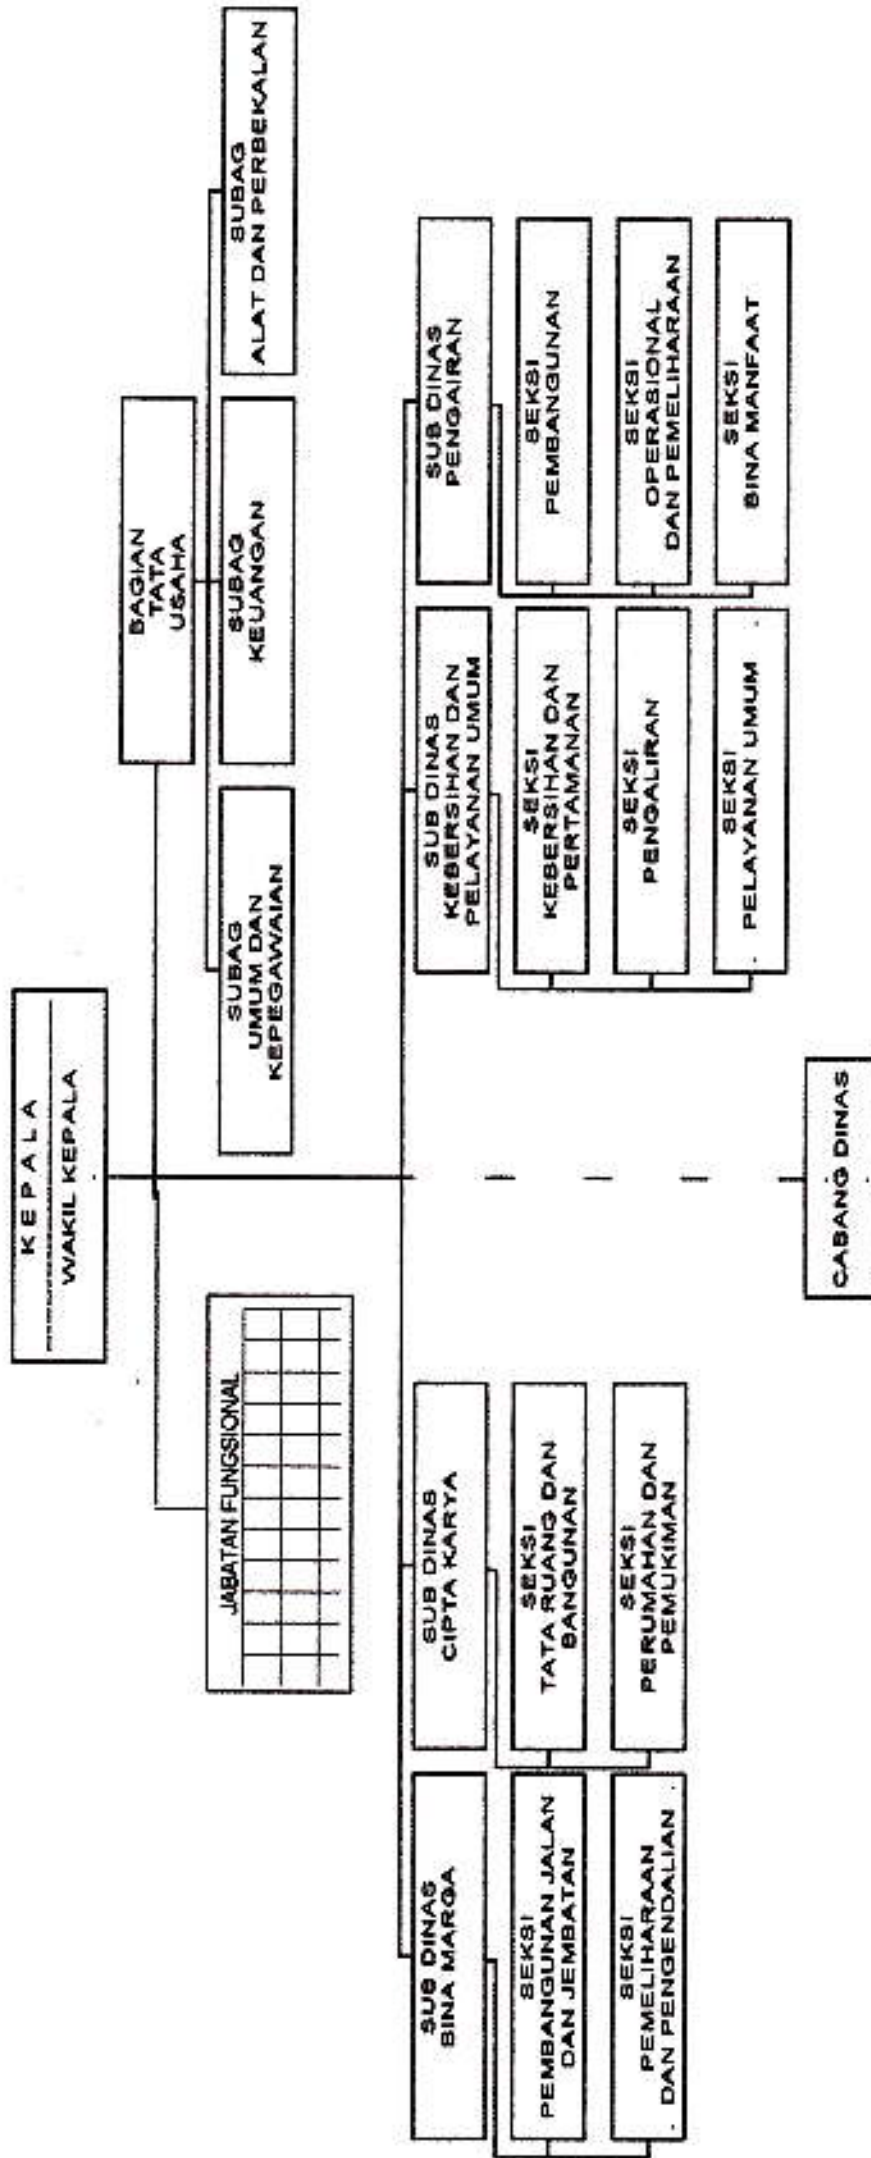 K E P A L A
WAKIL KEPALA
BAGIAN
TATA
USAHA
JABATAN FUNGSIONAL
SUBAG
UMUM DAN
KEPEGAWAIAN
SUBAG
KEUANGAN
SUBAG
ALAT DAN PERBEKALAN
SUB DINAS
BINA MARGA
SUB DINAS
CIPTA KARYA
SUB DINAS
KEBERSIHAN DAN
PELAYANAN UMUM
SUB DINAS
PENGAIRAN
SEKSI
PEMBANGUNAN JALAN
DAN JEMBATAN
SEKSI
TATA RUANG DAN
BANGUNAN
SEKSI
KEBERSIHAN DAN
PERTAMANAN
SEKSI
PEMBANGUNAN
SEKSI
PEMELIHARAAN
DAN PENGENDALIAN
SEKSI
PERUMAHAN DAN
PEMUKIMAN
SEKSI
PENGALIRAN
SEKSI
OPERASIONAL
DAN PEMELIHARAAN
SEKSI
PELAYANAN UMUM
SEKSI
BINA MANFAAT
CABANG DINAS